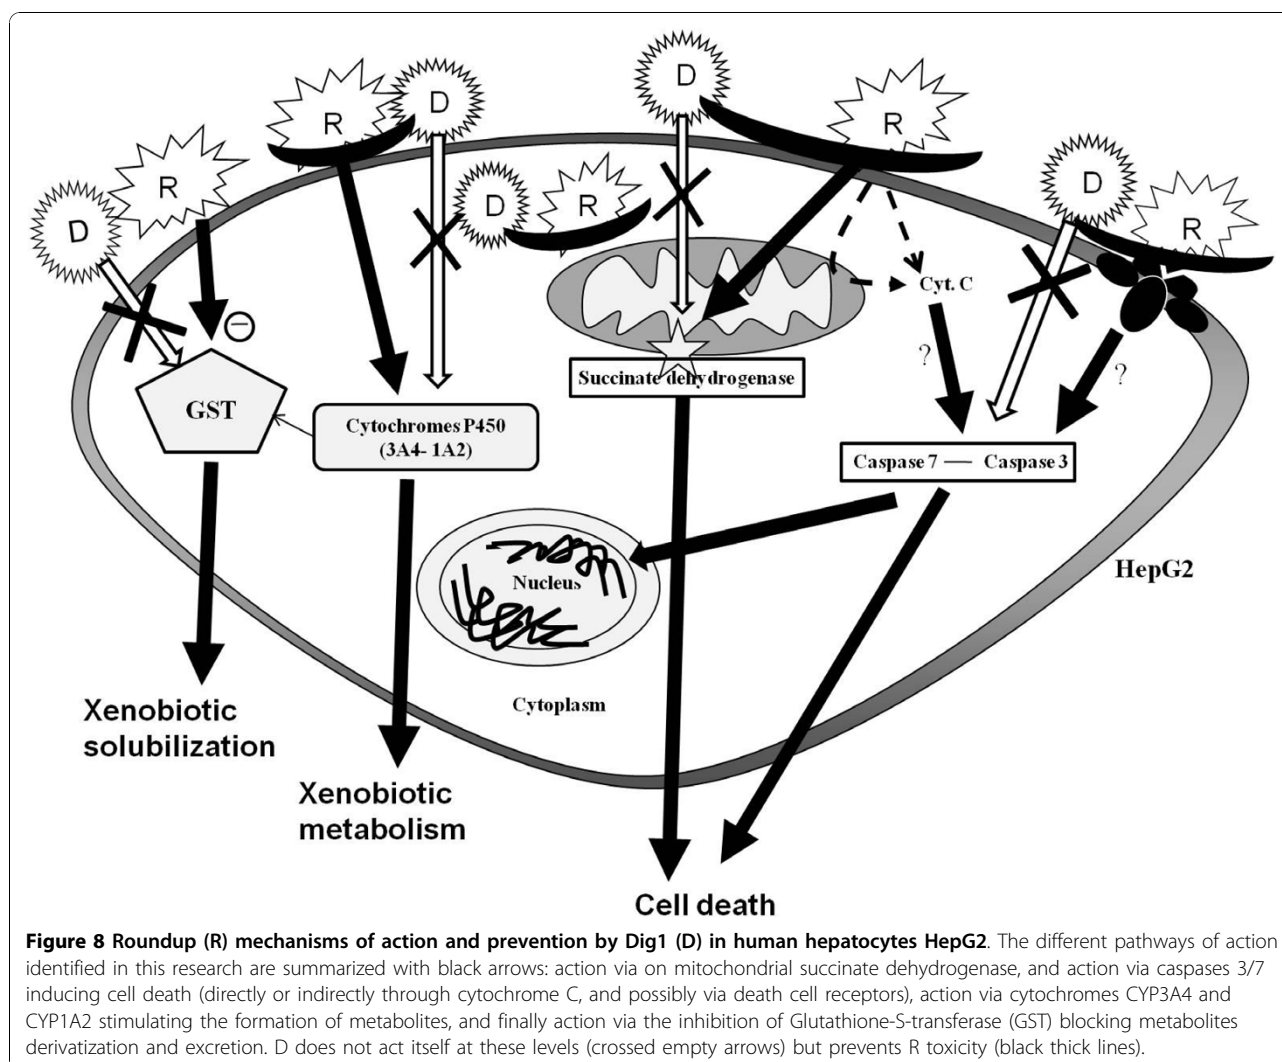 D
R
R
D
D
R
D
R
D
R
Cyt. C
?
?
⊖
GST
Cytochromes P450
(3A4- 1A2)
Succinate dehydrogenase
Caspase 7 — Caspase 3
Nucleus
HepG2
Cytoplasm
Xenobiotic
solubilization
Xenobiotic
metabolism
Cell death
Figure 8 Roundup (R) mechanisms of action and prevention by Dig1 (D) in human hepatocytes HepG2. The different pathways of action
identified in this research are summarized with black arrows: action via on mitochondrial succinate dehydrogenase, and action via caspases 3/7
inducing cell death (directly or indirectly through cytochrome C, and possibly via death cell receptors), action via cytochromes CYP3A4 and
CYP1A2 stimulating the formation of metabolites, and finally action via the inhibition of Glutathione-S-transferase (GST) blocking metabolites
derivatization and excretion. D does not act itself at these levels (crossed empty arrows) but prevents R toxicity (black thick lines).